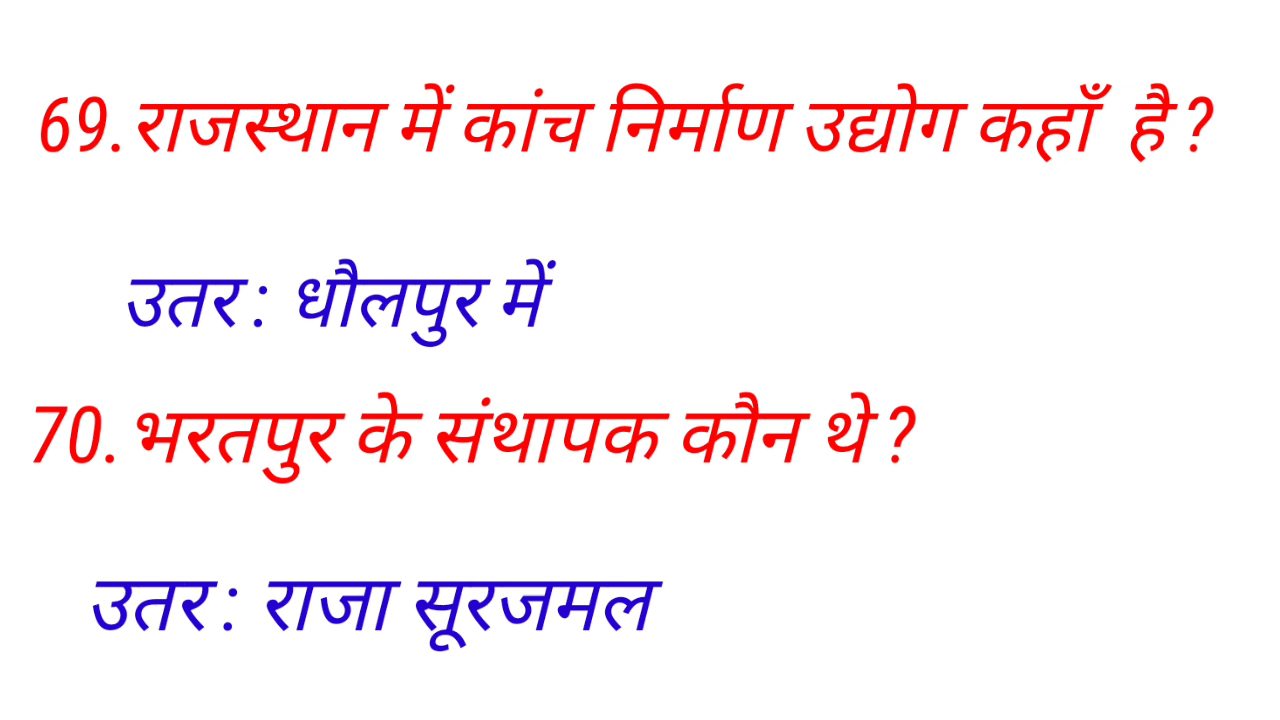 69. राजस्थान में कांच निर्माण उद्योग कहाँ है ?
उतर : धौलपुर में
70. भरतपुर के संथापक कौन थे ?
उतर : राजा सूरजमल